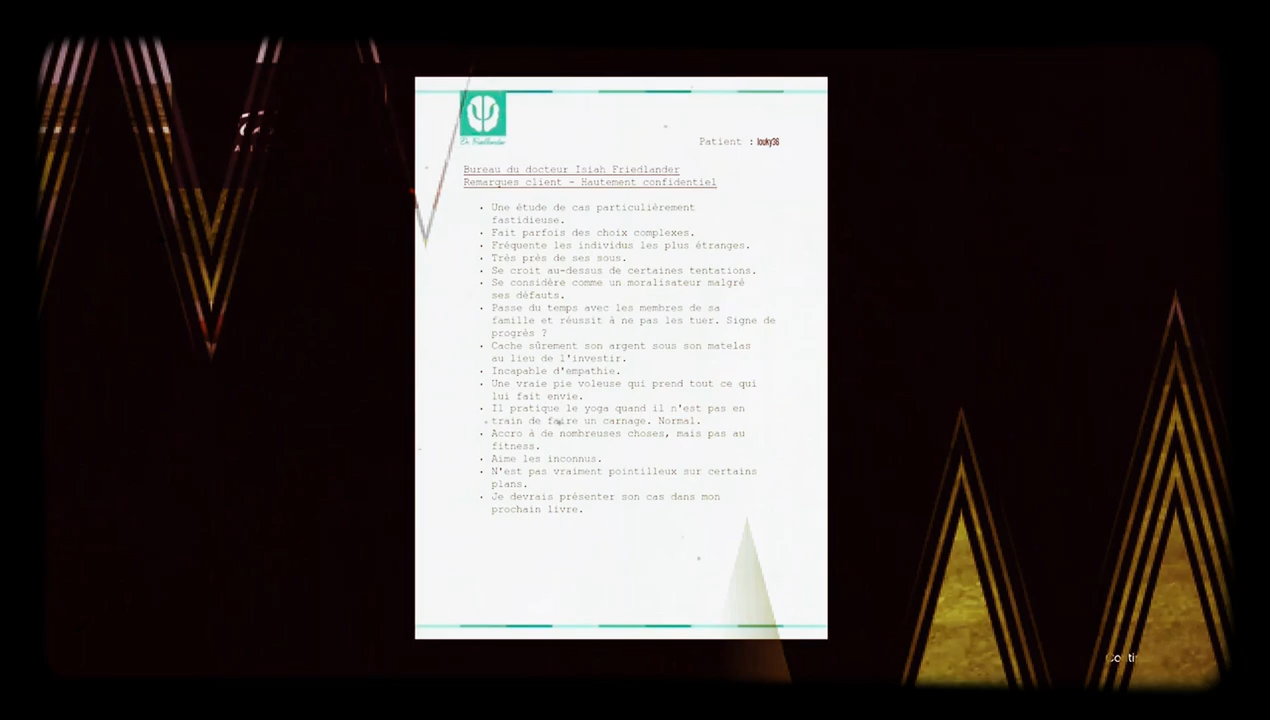 Dr Friedlander
Patient : louky36
Bureau du docteur Isiah Friedlander
Remarques client - Hautement confidentiel
· Une étude de cas particulièrement
fastidieuse.
· Fait parfois des choix complexes.
· Fréquente les individus les plus étranges.
· Très près de ses sous.
· Se croit au-dessus de certaines tentations.
· Se considère comme un moralisateur malgré
ses défauts.
· Passe du temps avec les membres de sa
famille et réussit à ne pas les tuer. Signe de
progrès ?
· Cache sûrement son argent sous son matelas
au lieu de l'investir.
· Incapable d'empathie.
· Une vraie pie voleuse qui prend tout ce qui
lui fait envie.
· Il pratique le yoga quand il n'est pas en
train de faire un carnage. Normal.
· Accro à de nombreuses choses, mais pas au
fitness.
· Aime les inconnus.
· N'est pas vraiment pointilleux sur certains
plans.
· Je devrais présenter son cas dans mon
prochain livre.